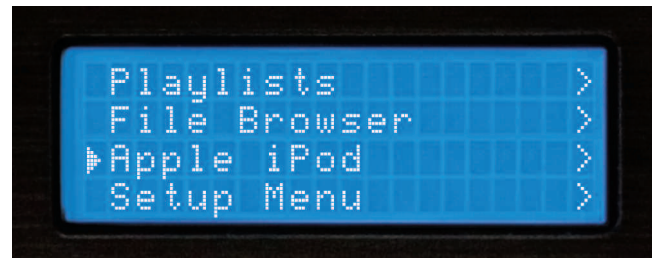 Playlists >
File Browser >
▶Apple iPod >
Setup Menu >